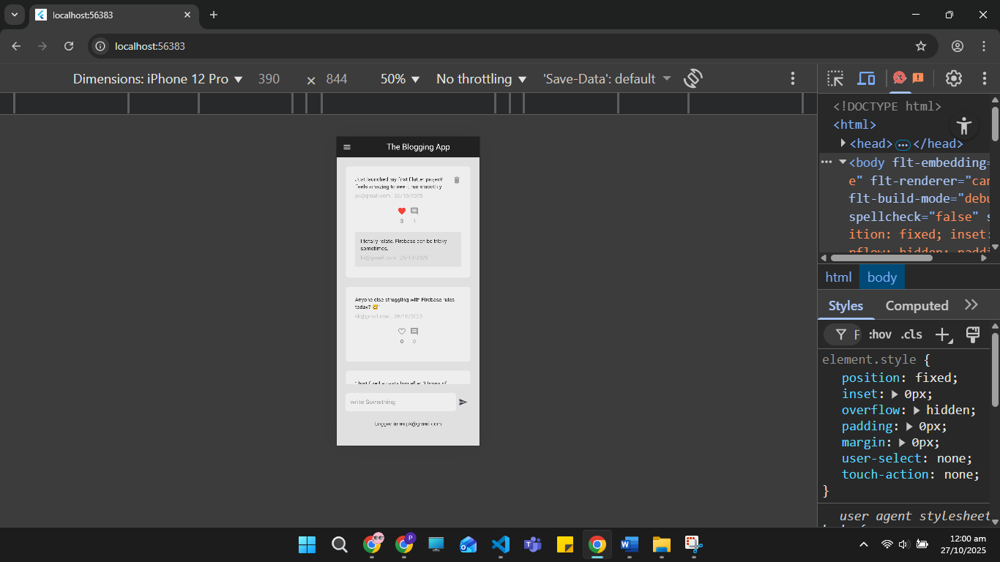 localhost:56383
localhost:56383
Dimensions: iPhone 12 Pro 390 × 844 50% No throttling 'Save-Data': default
The Blogging App
Just launched my first Flutter project!
Feels amazing to see it run smoothly
pk@gmail.com 26/10/2025
3 1
I totally relate. Firebase can be tricky
sometimes.
kk@gmail.com 26/10/2025
Anyone else struggling with Firebase rules
today? 😅
kk@gmail.com 26/10/2025
0 0
write Something
Logged in as pk@gmail.com
<!DOCTYPE html>
<html>
<head> ••• </head>
••• <body flt-embedding=
e" flt-renderer="can
flt-build-mode="debu
spellcheck="false" s
ition: fixed; inset:
html body
Styles Computed
F :hov .cls
element.style {
position: fixed;
inset: 0px;
overflow: hidden;
padding: 0px;
margin: 0px;
user-select: none;
touch-action: none;
}
user agent stylesheet
12:00 am
27/10/2025